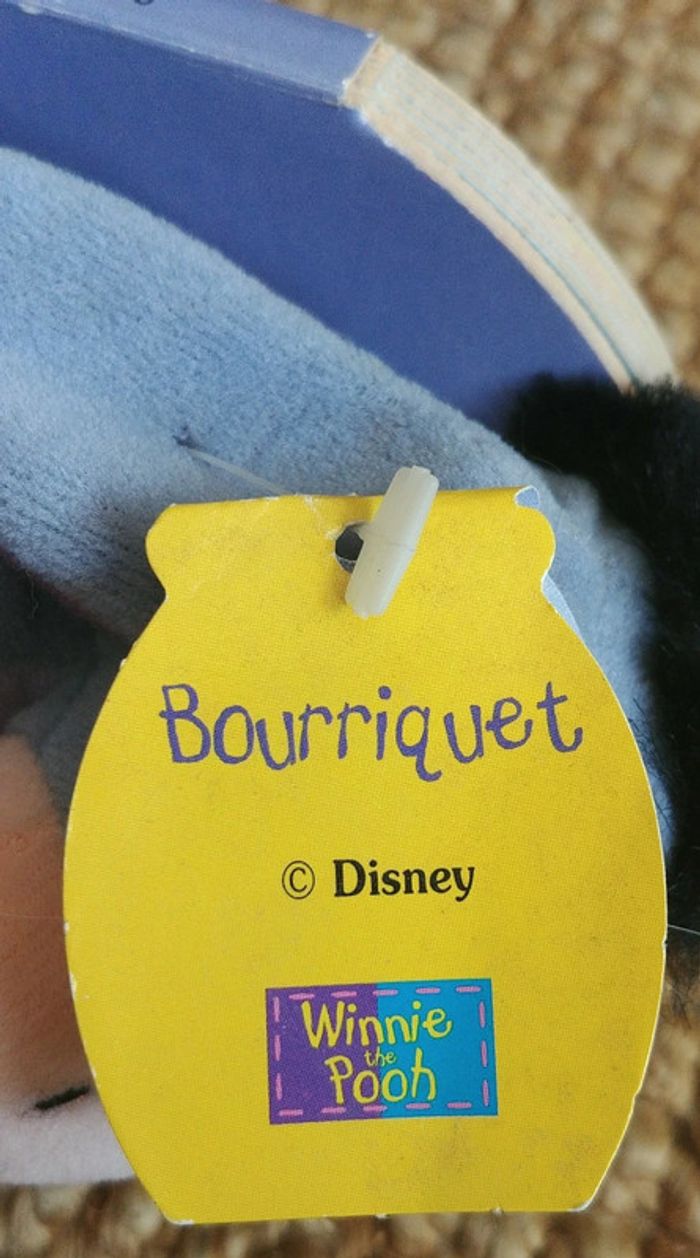 Bourriquet
© Disney
Winnie
the
Pooh